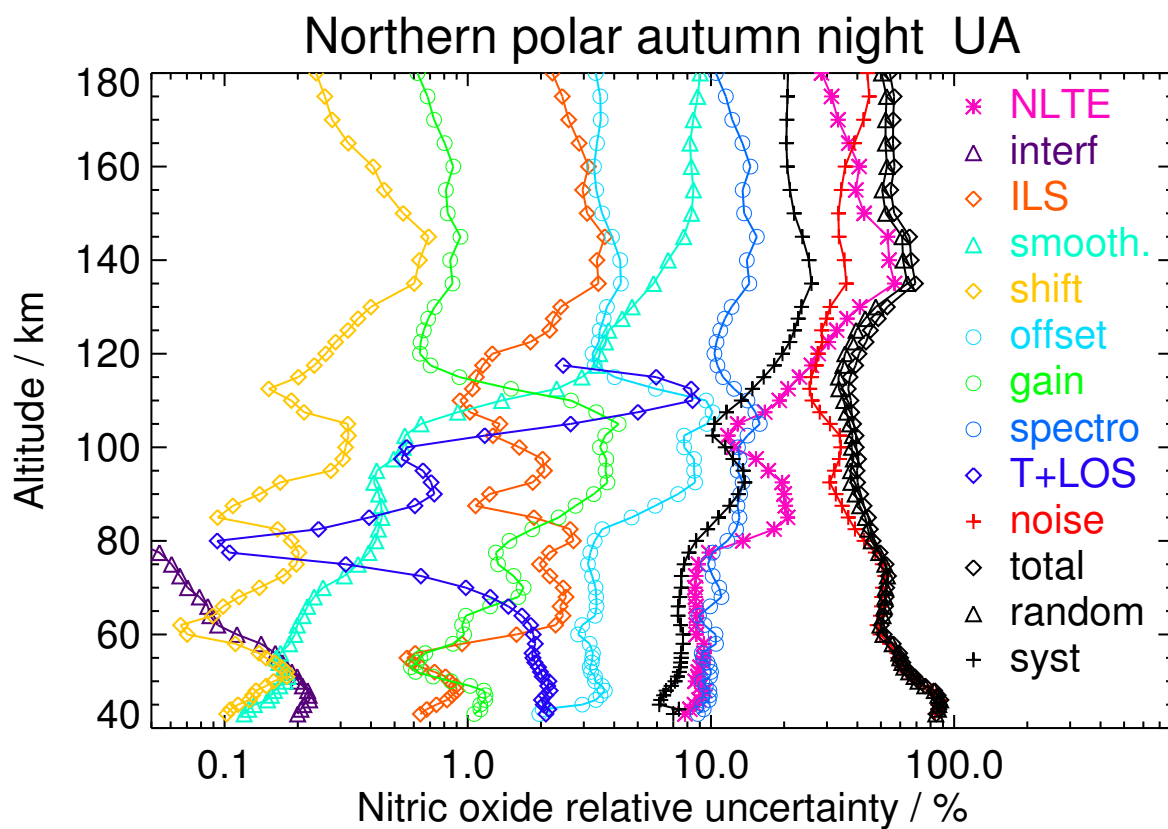 Northern polar autumn night UA
Altitude / km
180
160
140
120
100
80
60
40
NLTE
interf
ILS
smooth.
shift
offset
gain
spectro
T+LOS
noise
total
random
syst
0.1 1.0 10.0 100.0
Nitric oxide relative uncertainty / %